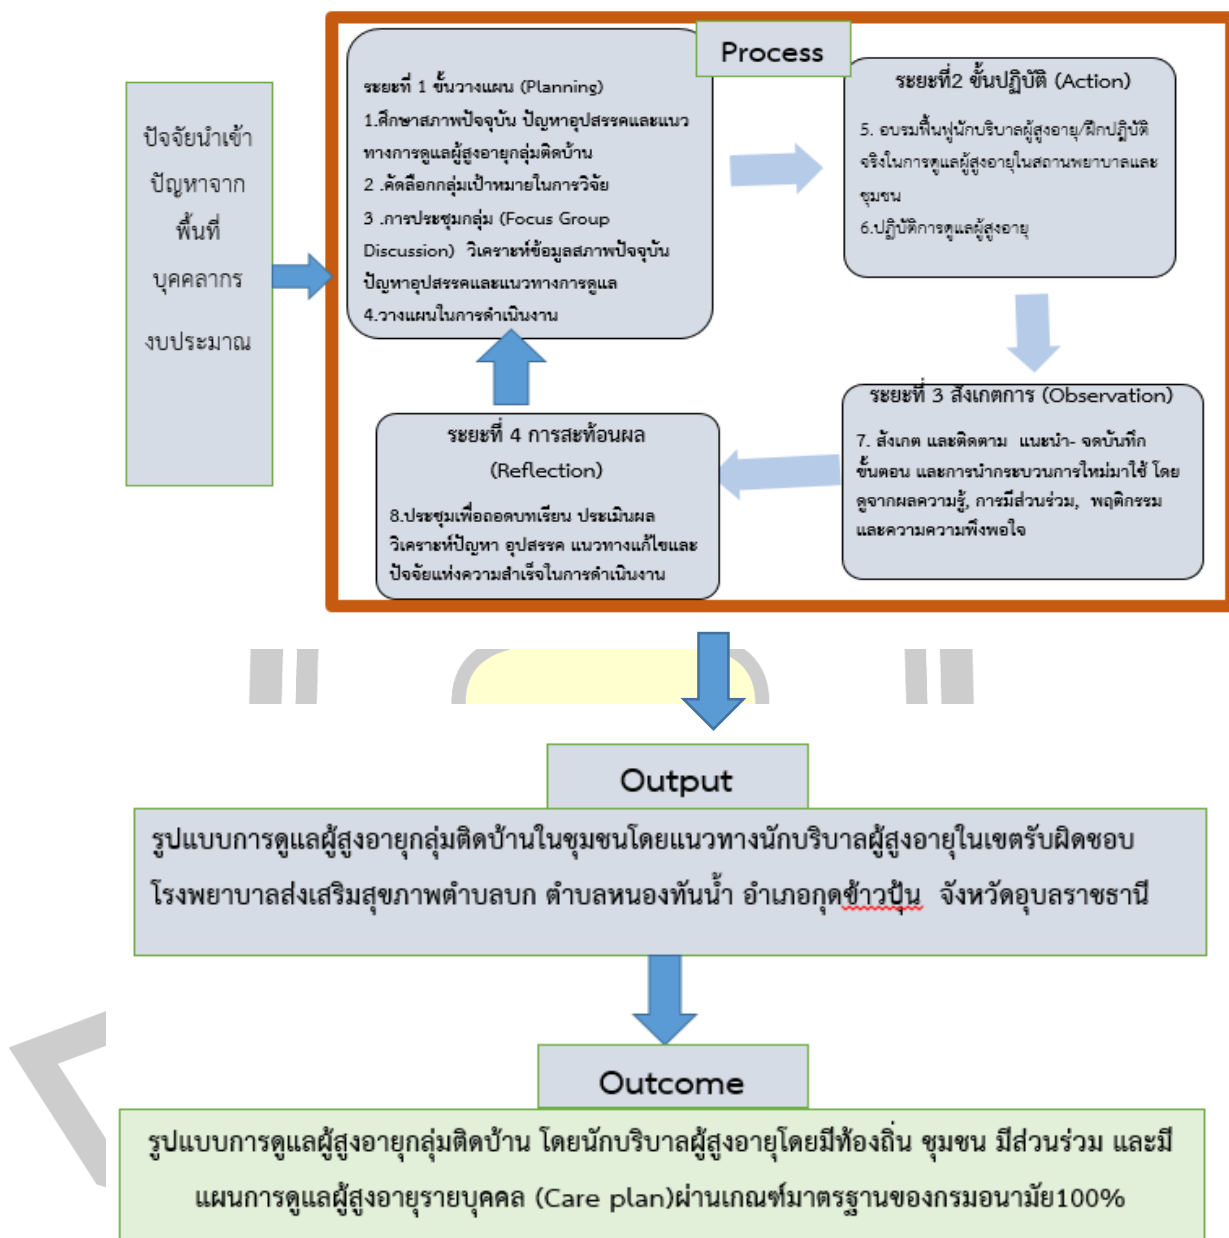 ปัจจัยนำเข้า
ปัญหาจาก
พื้นที่
บุคคลากร
งบประมาณ
Process
ระยะที่ 1 ขั้นวางแผน (Planning)
1.ศึกษาสภาพปัจจุบัน ปัญหาอุปสรรคและแนว
ทางการดูแลผู้สูงอายุกลุ่มติดบ้าน
2 .คัดลือกกลุ่มเป้าหมายในการวิจัย
3 .การประชุมกลุ่ม (Focus Group
Discussion) วิเคราะห์ข้อมูลสภาพปัจจุบัน
ปัญหาอุปสรรคและแนวทางการดูแล
4.วางแผนในการดำเนินงาน
ระยะที่2 ขั้นปฏิบัติ (Action)
5. อบรมฟื้นฟูนักบริบาลผู้สูงอายุ/ฝึกปฏิบัติ
จริงในการดูแลผู้สูงอายุในสถานพยาบาลและ
ชุมชน
6.ปฏิบัติการดูแลผู้สูงอายุ
ระยะที่ 3 สังเกตการ (Observation)
7. สังเกต และติดตาม แนะนำ- จดบันทึก
ขั้นตอน และการนำกระบวนการใหม่มาใช้ โดย
ดูจากผลความรู้, การมีส่วนร่วม, พฤติกรรม
และความความพึงพอใจ
ระยะที่ 4 การสะท้อนผล
(Reflection)
8.ประชุมเพื่อถอดบทเรียน ประเมินผล
วิเคราะห์ปัญหา อุปสรรค แนวทางแก้ไขและ
ปัจจัยแห่งความสำเร็จในการดำเนินงาน
Output
รูปแบบการดูแลผู้สูงอายุกลุ่มติดบ้านในชุมชนโดยแนวทางนักบริบาลผู้สูงอายุในเขตรับผิดชอบ
โรงพยาบาลส่งเสริมสุขภาพตำบลบก ตำบลหนองทันน้ำ อำเภอกุดข้าวปุ้น จังหวัดอุบลราชธานี
Outcome
รูปแบบการดูแลผู้สูงอายุกลุ่มติดบ้าน โดยนักบริบาลผู้สูงอายุโดยมีท้องถิ่น ชุมชน มีส่วนร่วม และมี
แผนการดูแลผู้สูงอายุรายบุคคล (Care plan)ผ่านเกณฑ์มาตรฐานของกรมอนามัย100%